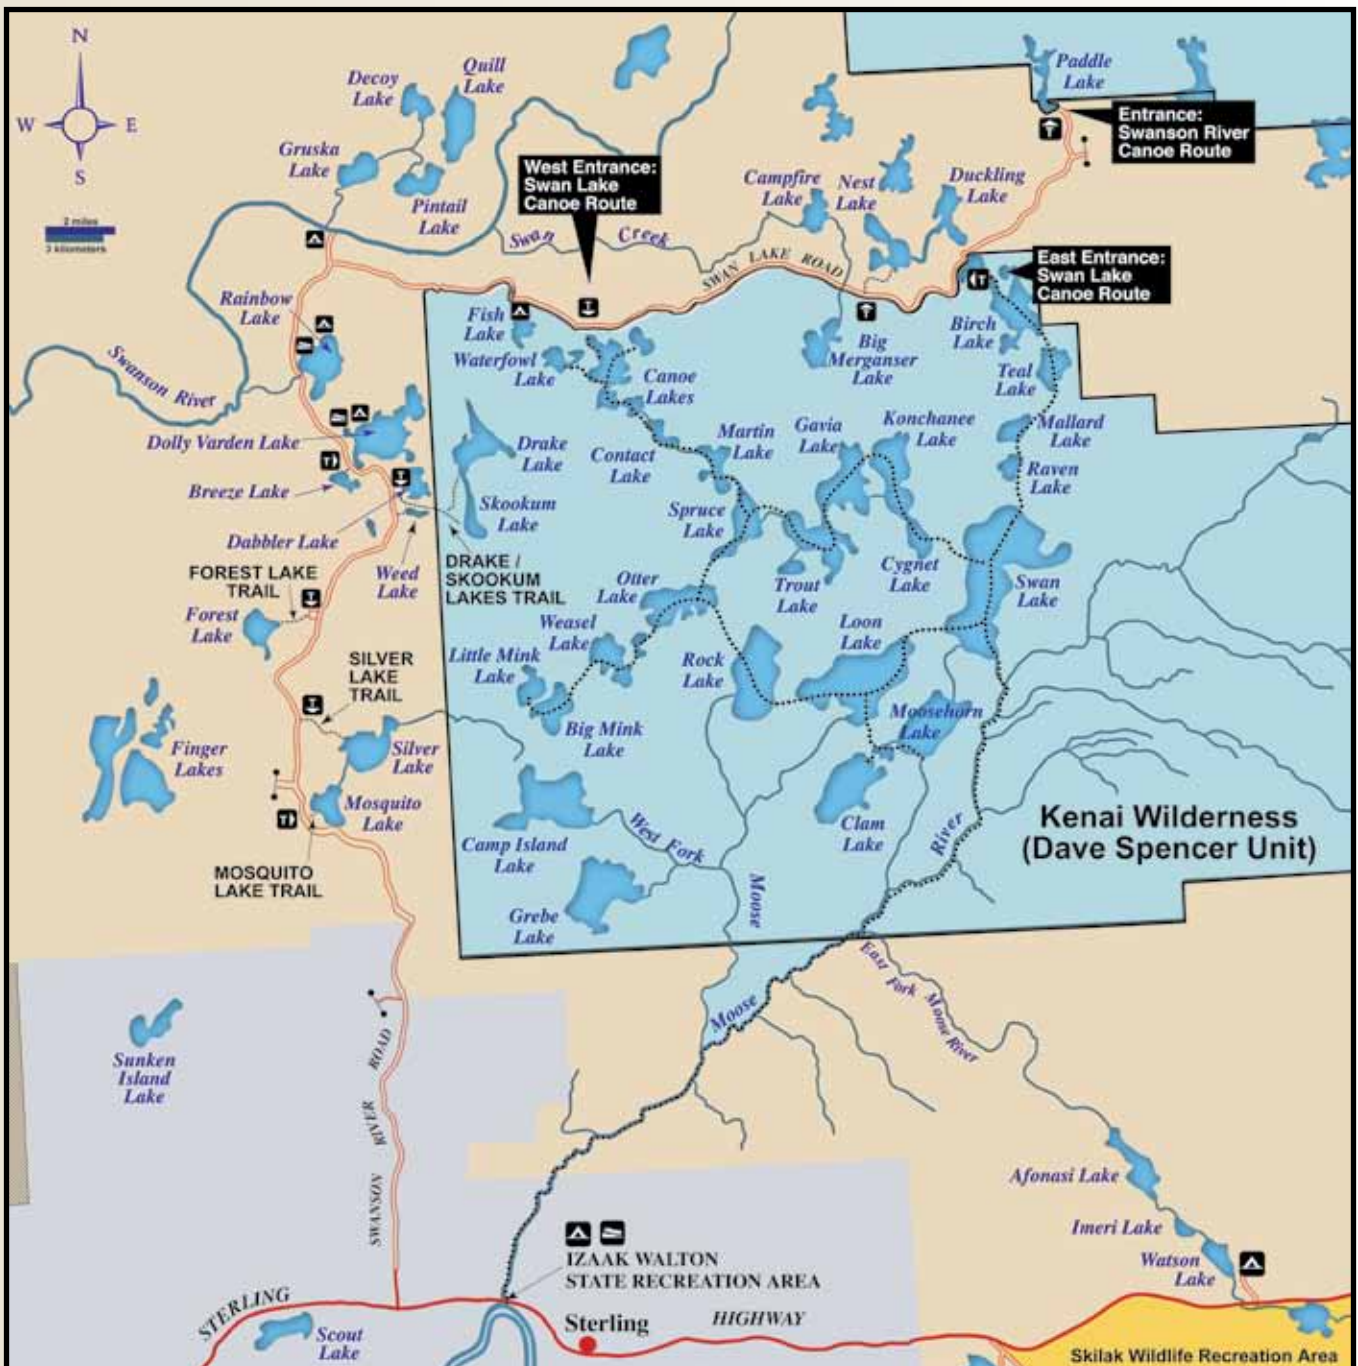 N
W
E
S
2 miles
3 kilometers
Decoy
Lake
Quill
Lake
Gruska
Lake
Pintail
Lake
Paddle
Lake
Entrance:
Swanson River
Canoe Route
West Entrance:
Swan Lake
Canoe Route
Campfire
Lake
Nest
Lake
Duckling
Lake
Swan Creek
SWAN LAKE ROAD
East Entrance:
Swan Lake
Canoe Route
Rainbow
Lake
Fish
Lake
Waterfowl
Lake
Big
Merganser
Lake
Birch
Lake
Teal
Lake
Swanson River
Canoe
Lakes
Dolly Varden Lake
Drake
Lake
Contact
Lake
Martin
Lake
Gavia
Lake
Konchanee
Lake
Mallard
Lake
Raven
Lake
Breeze Lake
Skookum
Lake
Spruce
Lake
Dabbler Lake
Weed
Lake
DRAKE /
SKOOKUM
LAKES TRAIL
FOREST LAKE
TRAIL
Forest
Lake
Otter
Lake
Trout
Lake
Cygnet
Lake
Swan
Lake
Weasel
Lake
Loon
Lake
Little Mink
Lake
Rock
Lake
SILVER
LAKE
TRAIL
Big Mink
Lake
Moosehorn
Lake
Finger
Lakes
Silver
Lake
Mosquito
Lake
MOSQUITO
LAKE TRAIL
Camp Island
Lake
West Fork
Moose
Clam
Lake
River
Kenai Wilderness
(Dave Spencer Unit)
Grebe
Lake
East Fork Moose River
Moose
Sunken
Island
Lake
SWANSON RIVER ROAD
Afonasi Lake
Imeri Lake
Watson
Lake
IZAAK WALTON
STATE RECREATION AREA
STERLING
HIGHWAY
Sterling
Scout
Lake
Skilak Wildlife Recreation Area